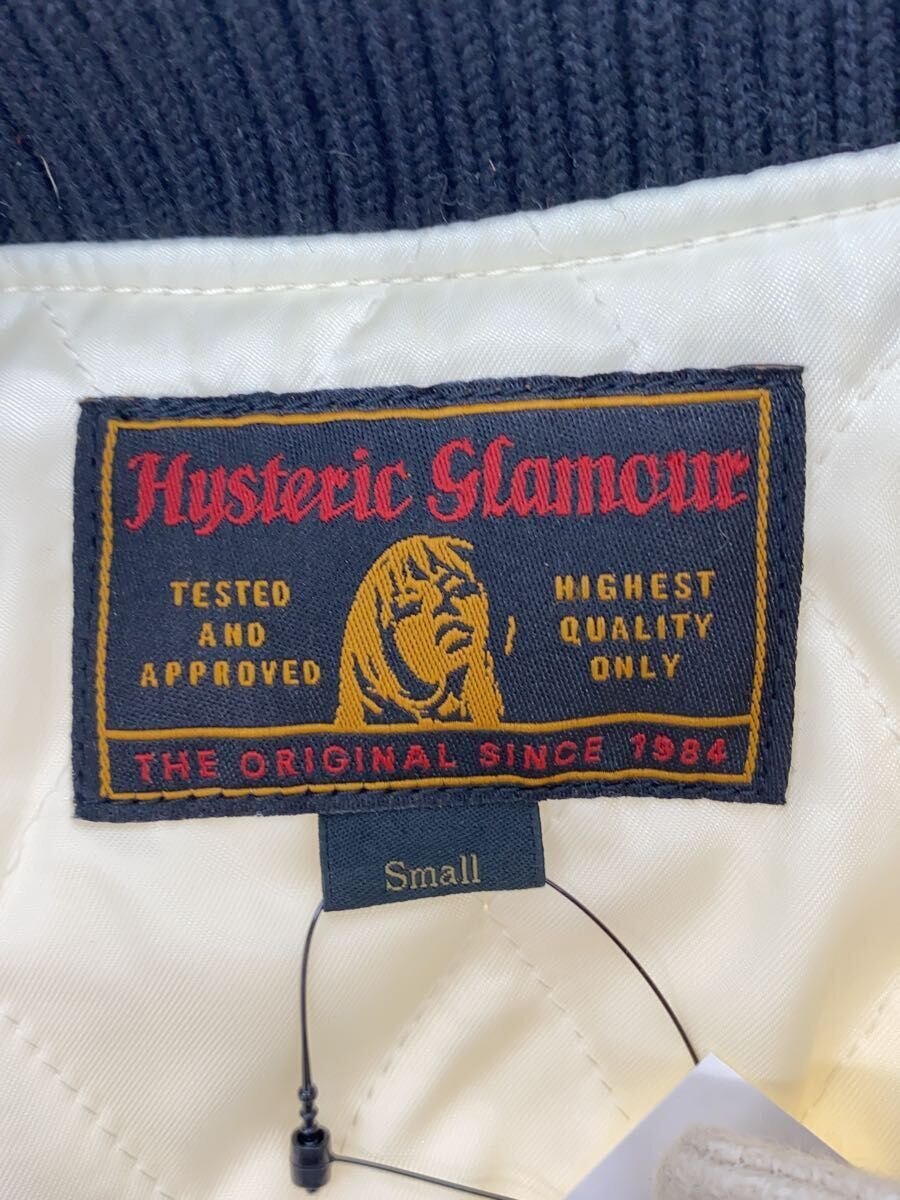 Hysteric Glamour
TESTED
AND
APPROVED
HIGHEST
QUALITY
ONLY
THE ORIGINAL SINCE 1984
Small